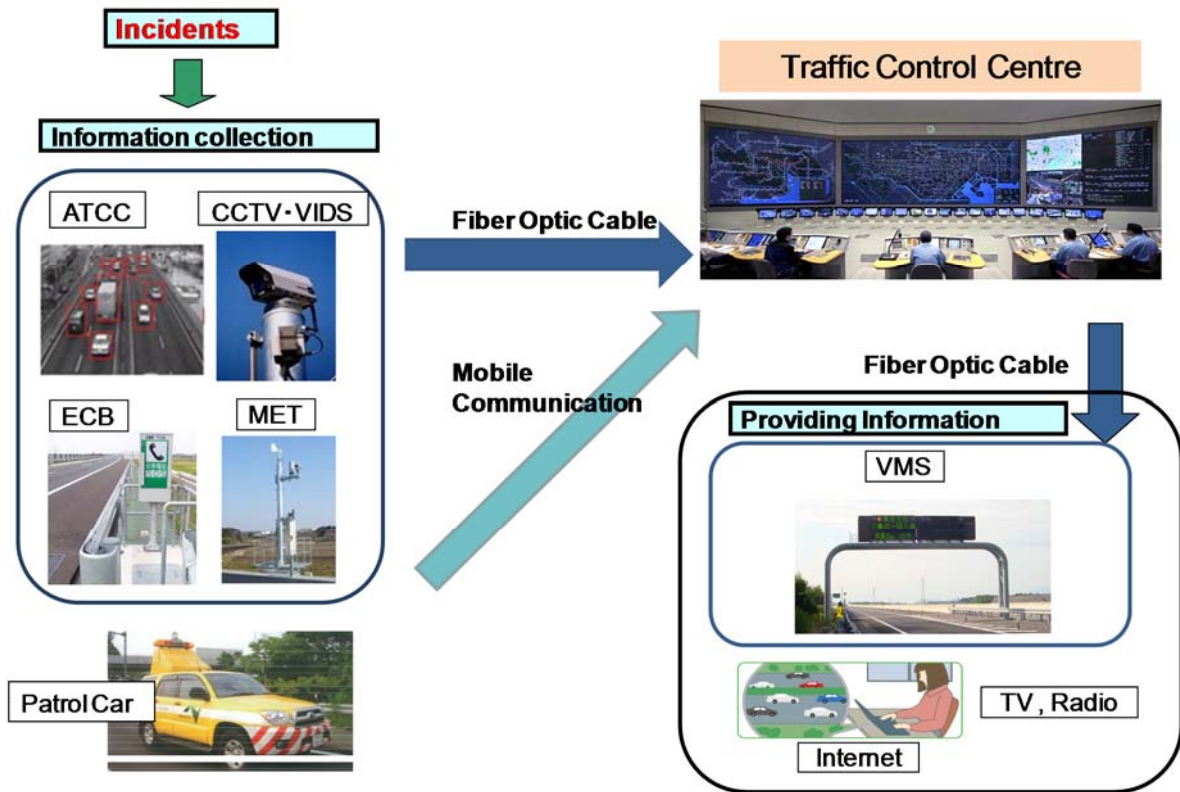 Incidents
Information collection
ATCC
CCTV・VIDS
ECB
MET
Patrol Car
Fiber Optic Cable
Mobile
Communication
Traffic Control Centre
Fiber Optic Cable
Providing Information
VMS
TV , Radio
Internet